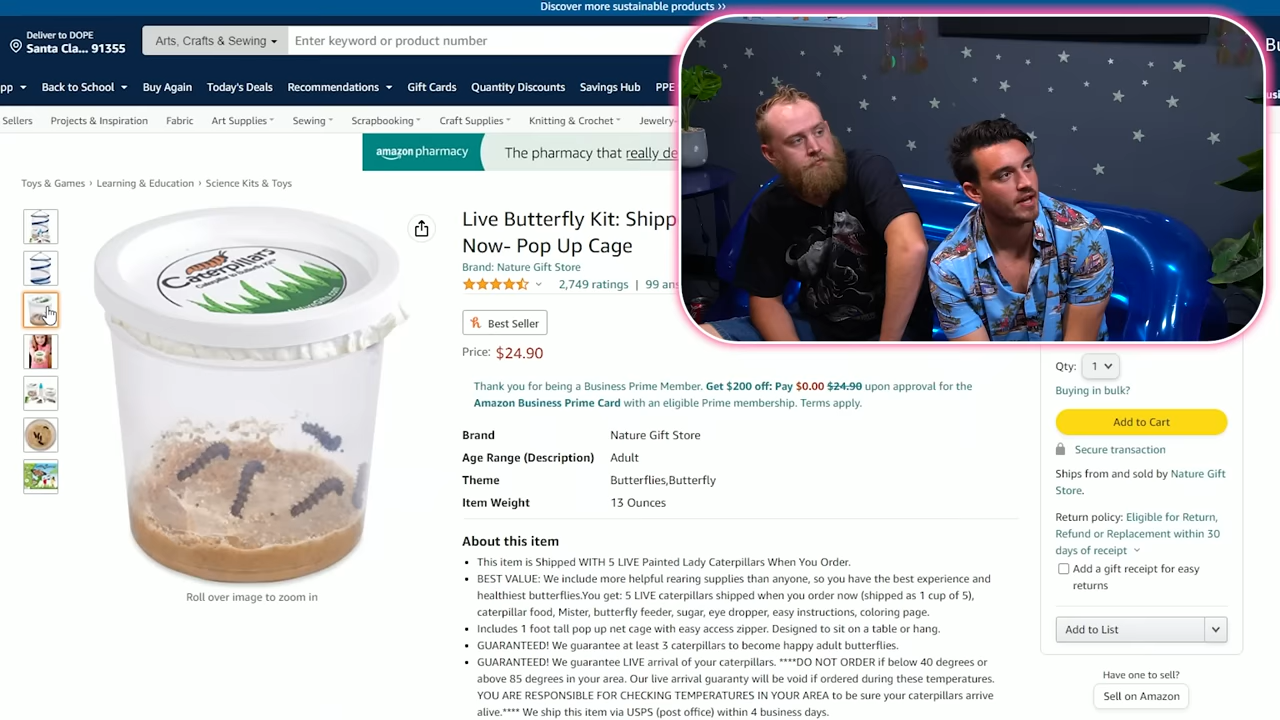 Discover more sustainable products ››
Deliver to DOPE
Santa Cla... 91355
Arts, Crafts & Sewing
Enter keyword or product number
Back to School
Buy Again
Today's Deals
Recommendations
Gift Cards
Quantity Discounts
Savings Hub
PPE
Sellers
Projects & Inspiration
Fabric
Art Supplies
Sewing
Scrapbooking
Craft Supplies
Knitting & Crochet
Jewelry
amazon pharmacy
The pharmacy that really
Toys & Games › Learning & Education › Science Kits & Toys
Caterpillars
Live Butterfly Kit:
Now- Pop Up Cage
Brand: Nature Gift Store
2,749 ratings | 99
Best Seller
Price: $24.90
Thank you for being a Business Prime Member. Get $200 off: Pay $0.00 $24.90 upon approval for the
Amazon Business Prime Card with an eligible Prime membership. Terms apply.
Brand Nature Gift Store
Age Range (Description) Adult
Theme Butterflies,Butterfly
Item Weight 13 Ounces
About this item
This item is Shipped WITH 5 LIVE Painted Lady Caterpillars When You Order.
BEST VALUE: We include more helpful rearing supplies than anyone, so you have the best experience and
healthiest butterflies.You get: 5 LIVE caterpillars shipped when you order now (shipped as 1 cup of 5),
caterpillar food, Mister, butterfly feeder, sugar, eye dropper, easy instructions, coloring page.
Includes 1 foot tall pop up net cage with easy access zipper. Designed to sit on a table or hang.
GUARANTEED! We guarantee at least 3 caterpillars to become happy adult butterflies.
GUARANTEED! We guarantee LIVE arrival of your caterpillars. ****DO NOT ORDER if below 40 degrees or
above 85 degrees in your area. Our live arrival guaranty will be void if ordered during these temperatures.
YOU ARE RESPONSIBLE FOR CHECKING TEMPERATURES IN YOUR AREA to be sure your caterpillars arrive
alive.**** We ship this item via USPS (post office) within 4 business days.
Roll over image to zoom in
Qty: 1
Buying in bulk?
Add to Cart
Secure transaction
Ships from and sold by Nature Gift
Store.
Return policy: Eligible for Return,
Refund or Replacement within 30
days of receipt
Add a gift receipt for easy
returns
Add to List
Have one to sell?
Sell on Amazon